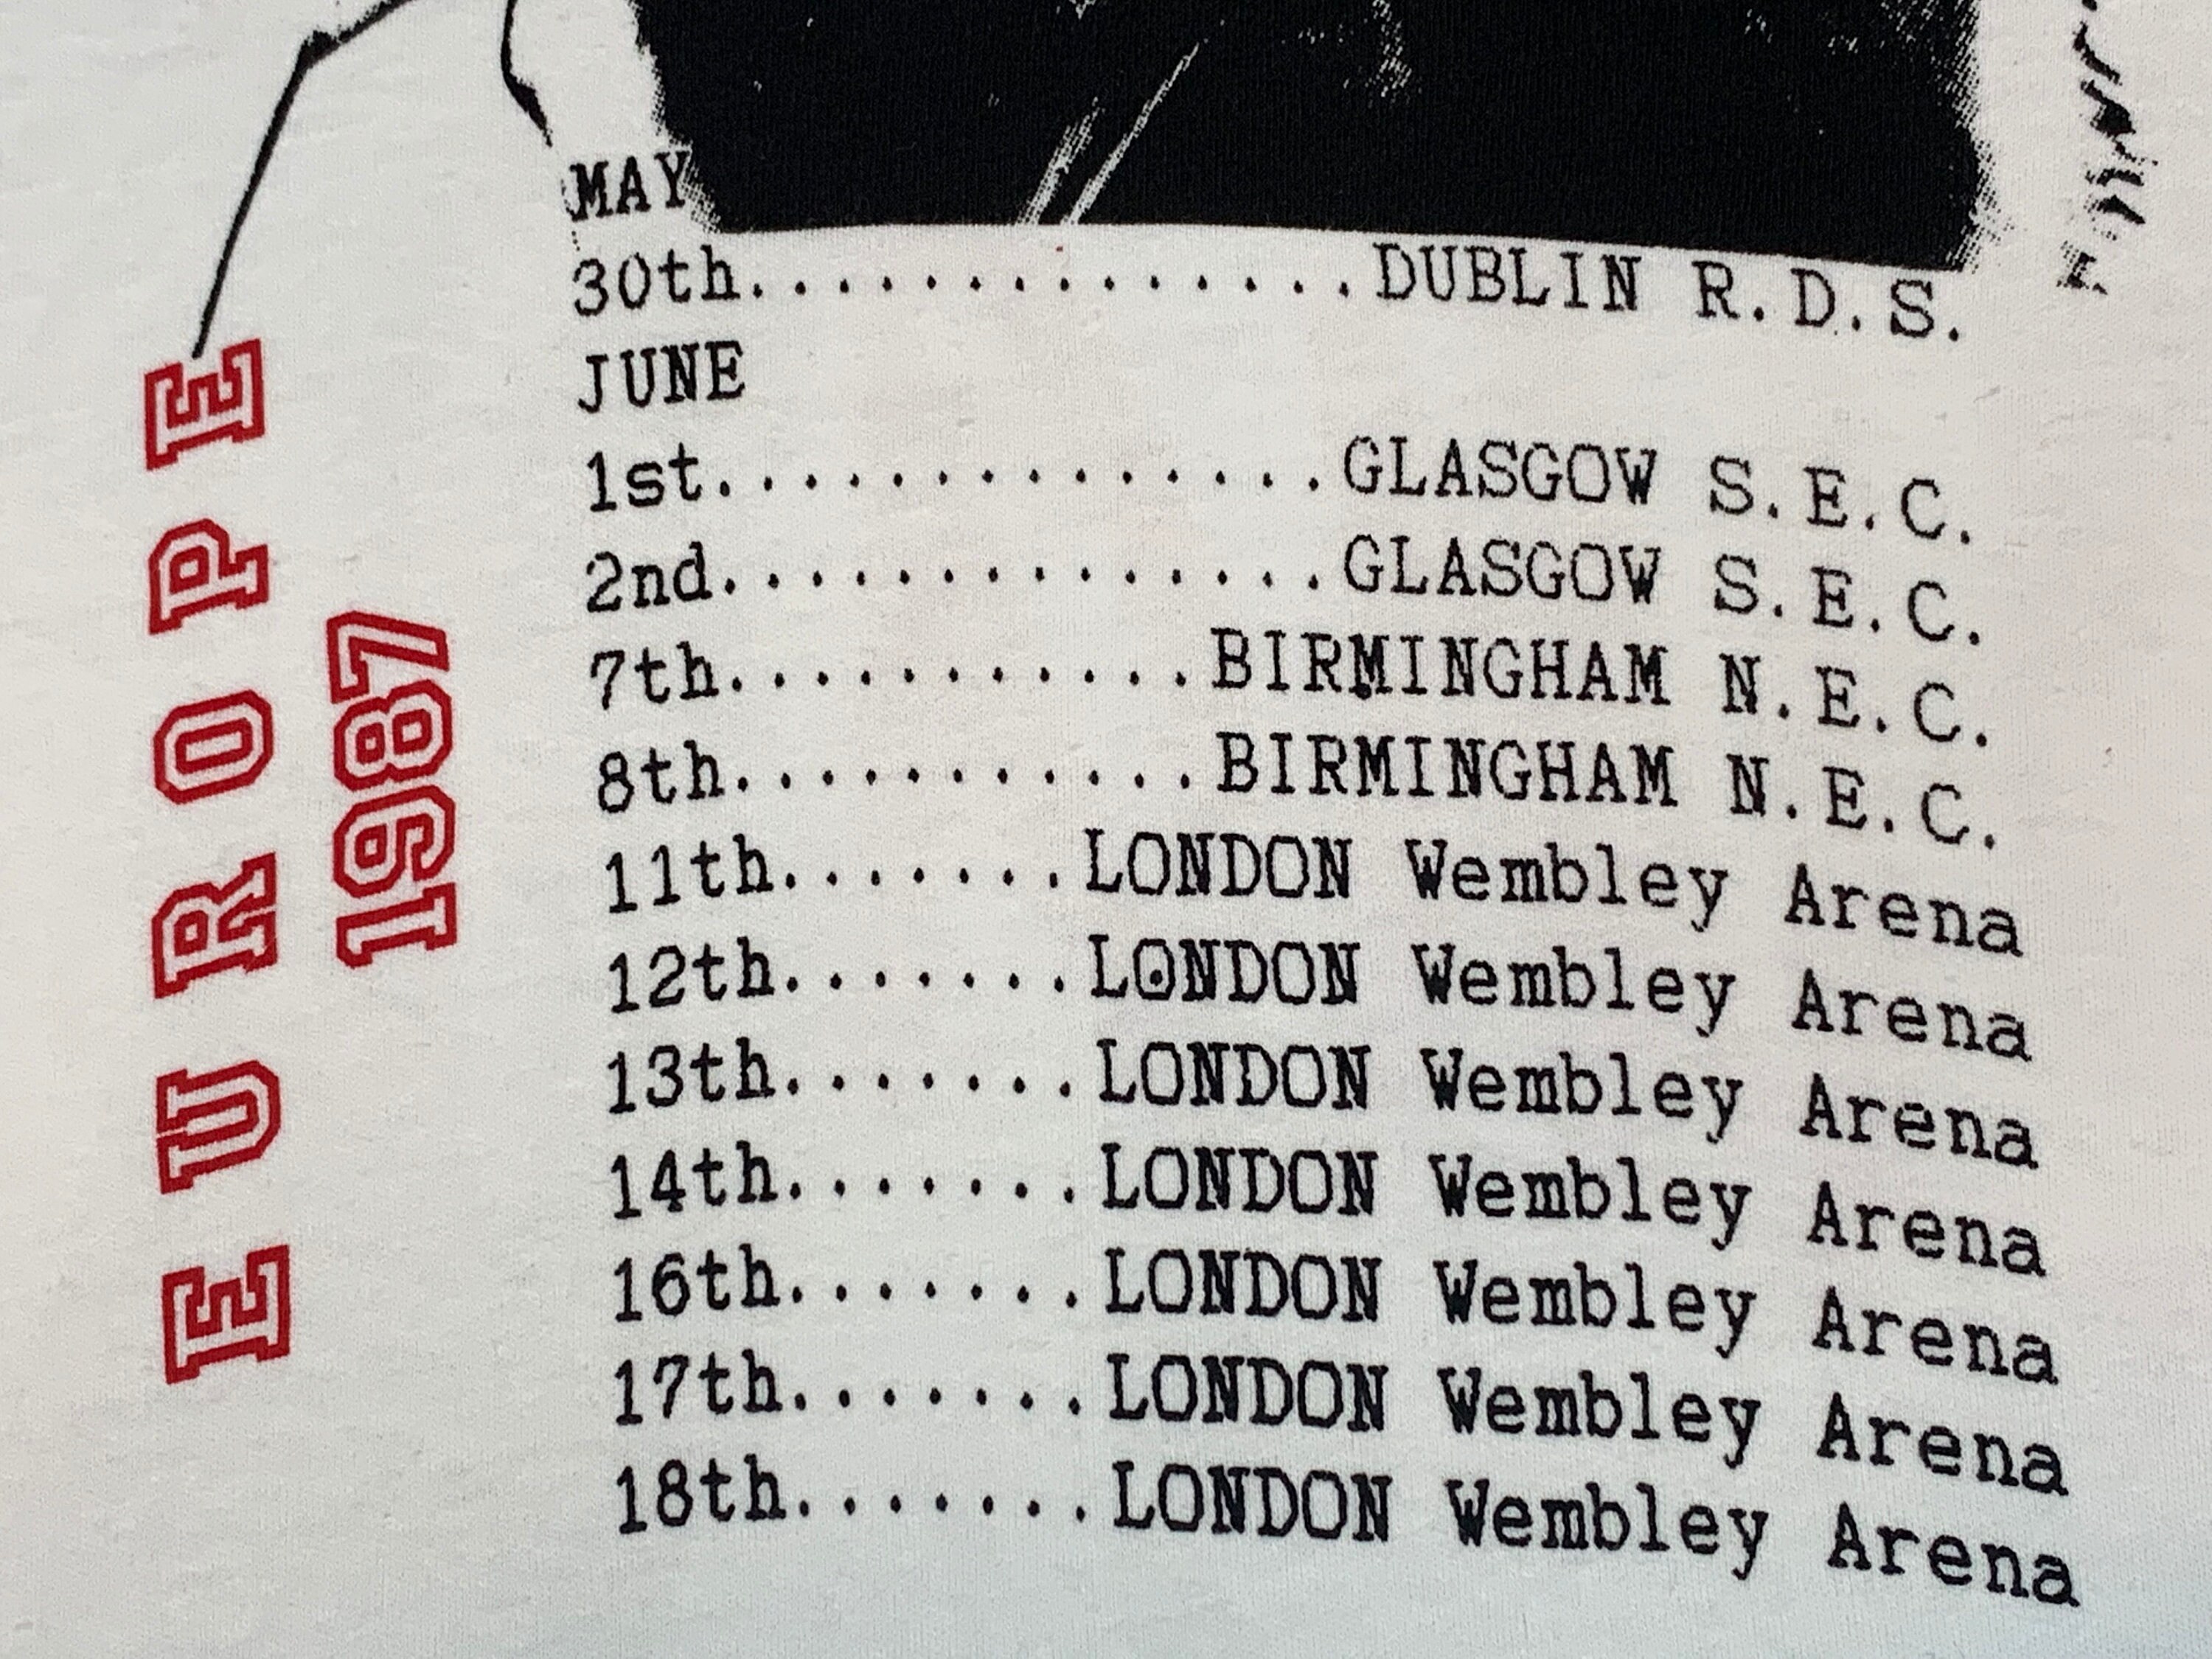 MAY
30th...............DUBLIN R.D.S.
JUNE
1st...............GLASGOW S.E.C.
2nd...............GLASGOW S.E.C.
7th...........BIRMINGHAM N.E.C.
8th...........BIRMINGHAM N.E.C.
11th.......LONDON Wembley Arena
12th.......LONDON Wembley Arena
13th.......LONDON Wembley Arena
14th.......LONDON Wembley Arena
16th.......LONDON Wembley Arena
17th.......LONDON Wembley Arena
18th.......LONDON Wembley Arena
EUROPE
1987